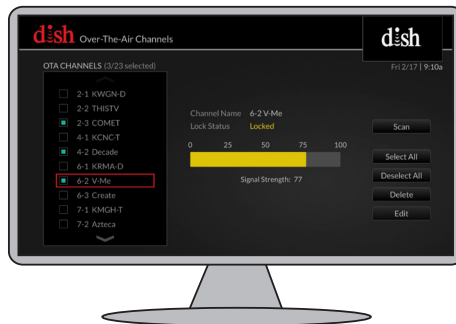 dish Over-The-Air Channels
dish
OTA CHANNELS (3/23 selected)
Fri 2/17 | 9:10a
2-1 KWGN-D
2-2 THISTV
2-3 COMET
4-1 KCNC-T
4-2 Decade
6-1 KRMA-D
6-2 V-Me
6-3 Create
7-1 KMGH-T
7-2 Azteca
Channel Name 6-2 V-Me
Lock Status Locked
0 25 50 75 100
Signal Strength: 77
Scan
Select All
Deselect All
Delete
Edit